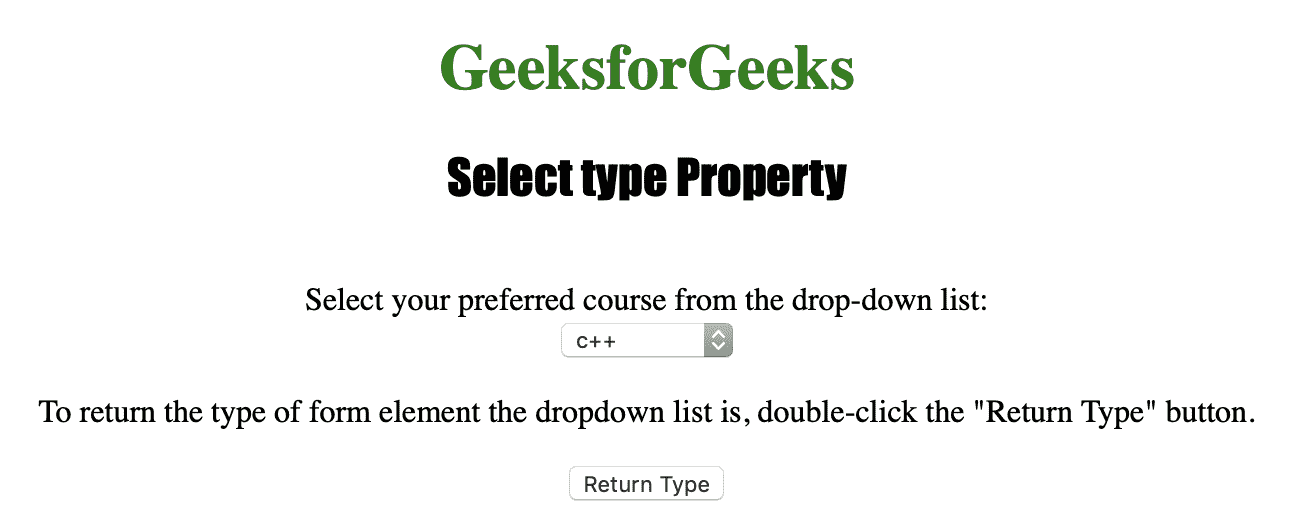 GeeksforGeeks
Select type Property
Select your preferred course from the drop-down list:
c++
To return the type of form element the dropdown list is, double-click the "Return Type" button.
Return Type